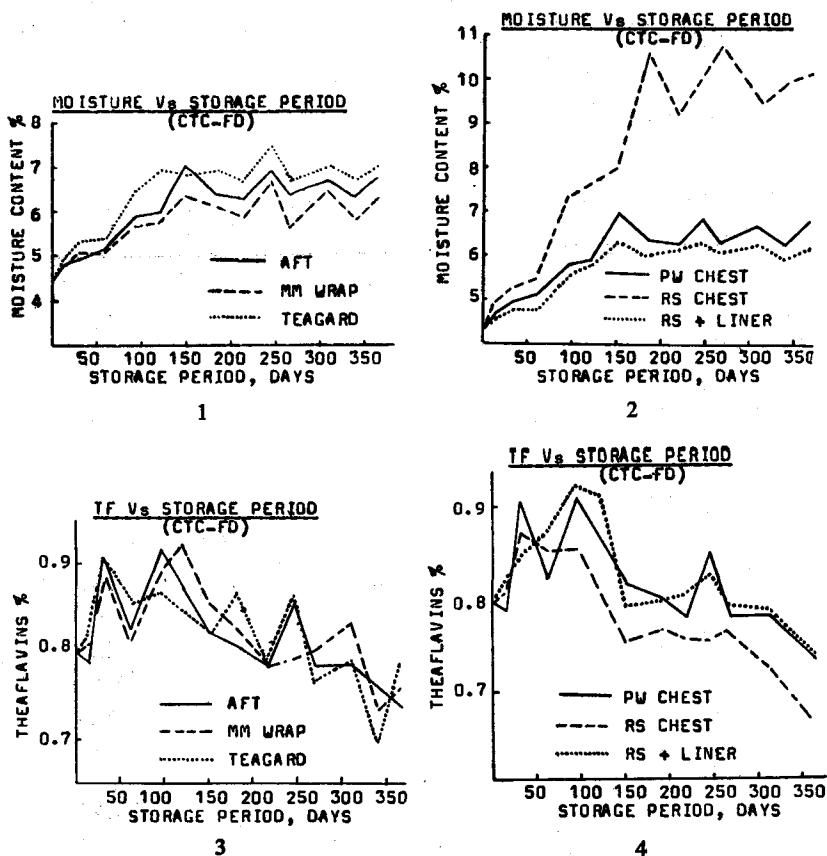 MOISTURE Vs STORAGE PERIOD
(CTC-FD)
MOISTURE CONTENT %
8
7
6
5
4
AFT
MM WRAP
TEAGARD
50 100 150 200 250 300 350
STORAGE PERIOD, DAYS
1
MOISTURE Vs STORAGE PERIOD
(CTC-FD)
MOISTURE CONTENT %
11
10
9
8
7
6
5
PW CHEST
RS CHEST
RS + LINER
50 100 150 200 250 300 350
STORAGE PERIOD, DAYS
2
TF Vs STORAGE PERIOD
(CTC-FD)
THEAFLAVINS %
0.9
0.8
0.7
AFT
MM WRAP
TEAGARD
50 100 150 200 250 300 350
STORAGE PERIOD, DAYS
3
TF Vs STORAGE PERIOD
(CTC-FD)
THEAFLAVINS %
0.9
0.8
0.7
PW CHEST
RS CHEST
RS + LINER
50 100 150 200 250 300 350
STORAGE PERIOD, DAYS
4